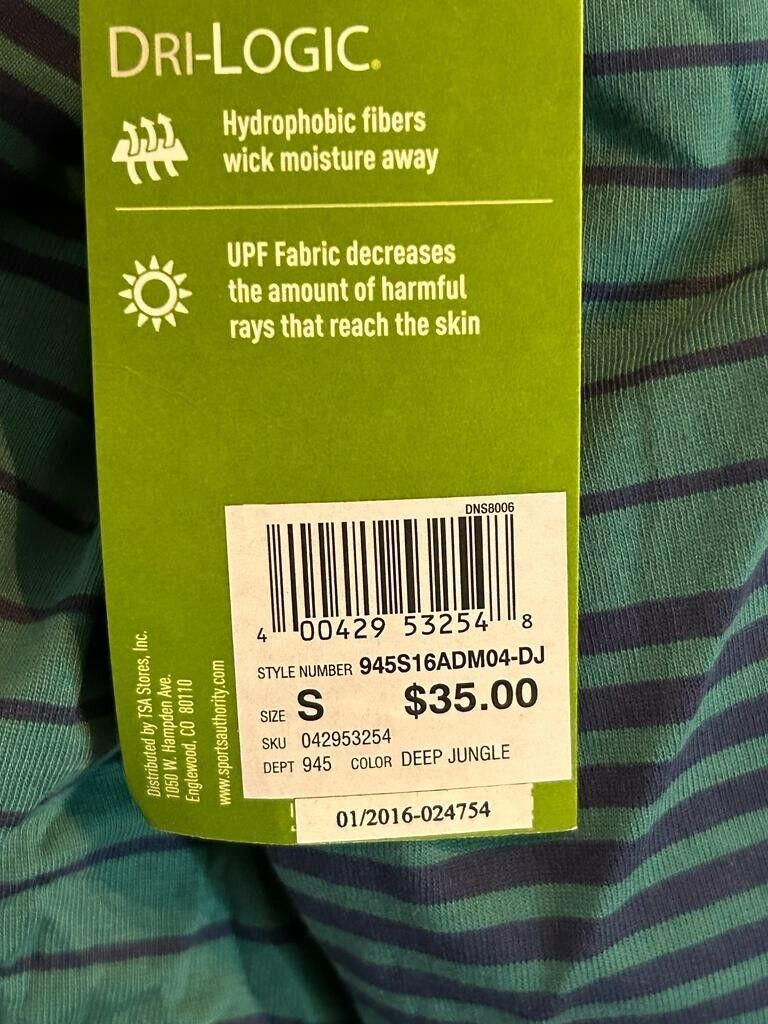 DRI-LOGIC®
Hydrophobic fibers
wick moisture away
UPF Fabric decreases
the amount of harmful
rays that reach the skin
DNS8006
4 00429 53254 8
STYLE NUMBER 945S16ADM04-DJ
SIZE S $35.00
SKU 042953254
DEPT 945 COLOR DEEP JUNGLE
01/2016-024754
Distributed by TSA Stores, Inc.
1050 W. Hampden Ave.
Englewood, CO 80110
www.sportsauthority.com